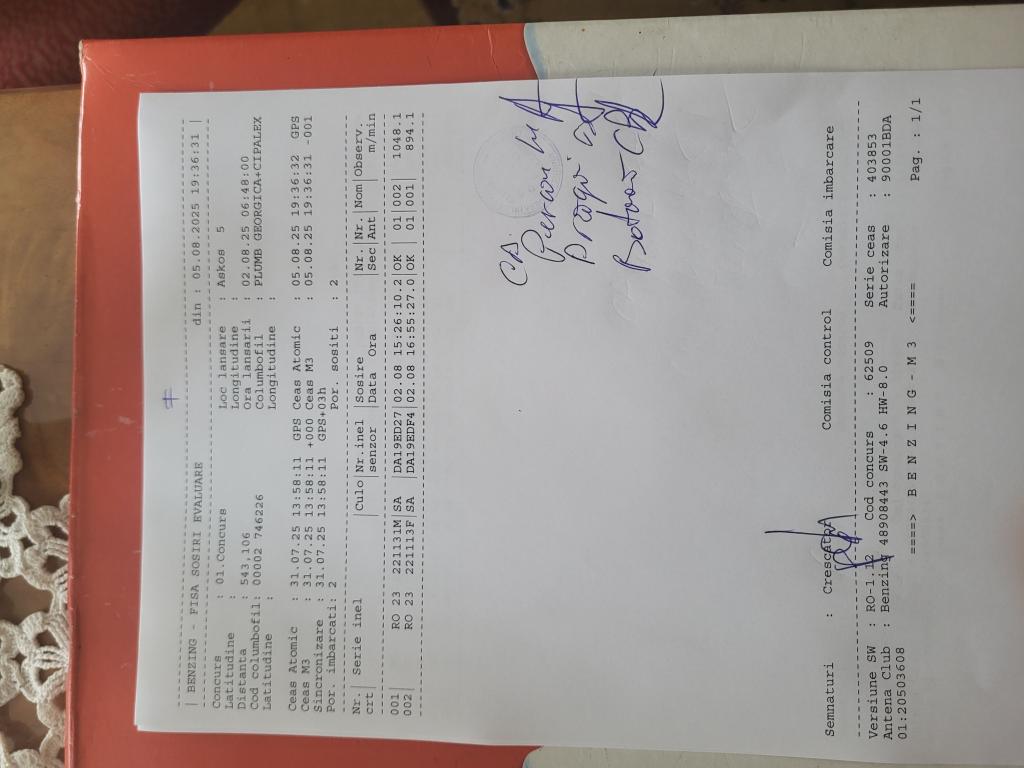 | BENZING - FISA SOSIRI EVALUARE din : 05.08.2025 19:36:31 |
Concurs : 01.Concurs Loc lansare : Askos 5
Latitudine : Longitudine :
Distanta : 543,106 Ora lansarii : 02.08.25 06:48:00
Cod columbofil: 00002 746226 Columbofil : PLUMB GEORGICA+CIPALEX
Latitudine : Longitudine :
Ceas Atomic : 31.07.25 13:58:11 GPS Ceas Atomic : 05.08.25 19:36:32 GPS
Ceas M3 : 31.07.25 13:58:11 +000 Ceas M3 : 05.08.25 19:36:31 -001
Sincronizare : 31.07.25 13:58:11 GPS+03h
Por. imbarcati: 2 Por. sositi : 2
Nr.| Serie inel |Culo|Nr.inel |Sosire |Nr.|Nr.|Nom|Observ.
crt| | |senzor |Data Ora |Sec|Ant| | m/min
001| RO 23 221131M|SA |DA19ED27|02.08 15:26:10.2|OK | 01|002| 1048.1
002| RO 23 221113F|SA |DA19EDF4|02.08 16:55:27.0|OK | 01|001| 894.1
Semnaturi : Crescator Comisia control Comisia imbarcare
Versiune SW : RO-1.12 Cod concurs : 62509 Serie ceas : 403853
Antena Club : Benzing 48908443 SW-4.6 HW-8.0 Autorizare : 90001BDA
01:20503608
====> B E N Z I N G - M 3 <==== Pag. : 1/1